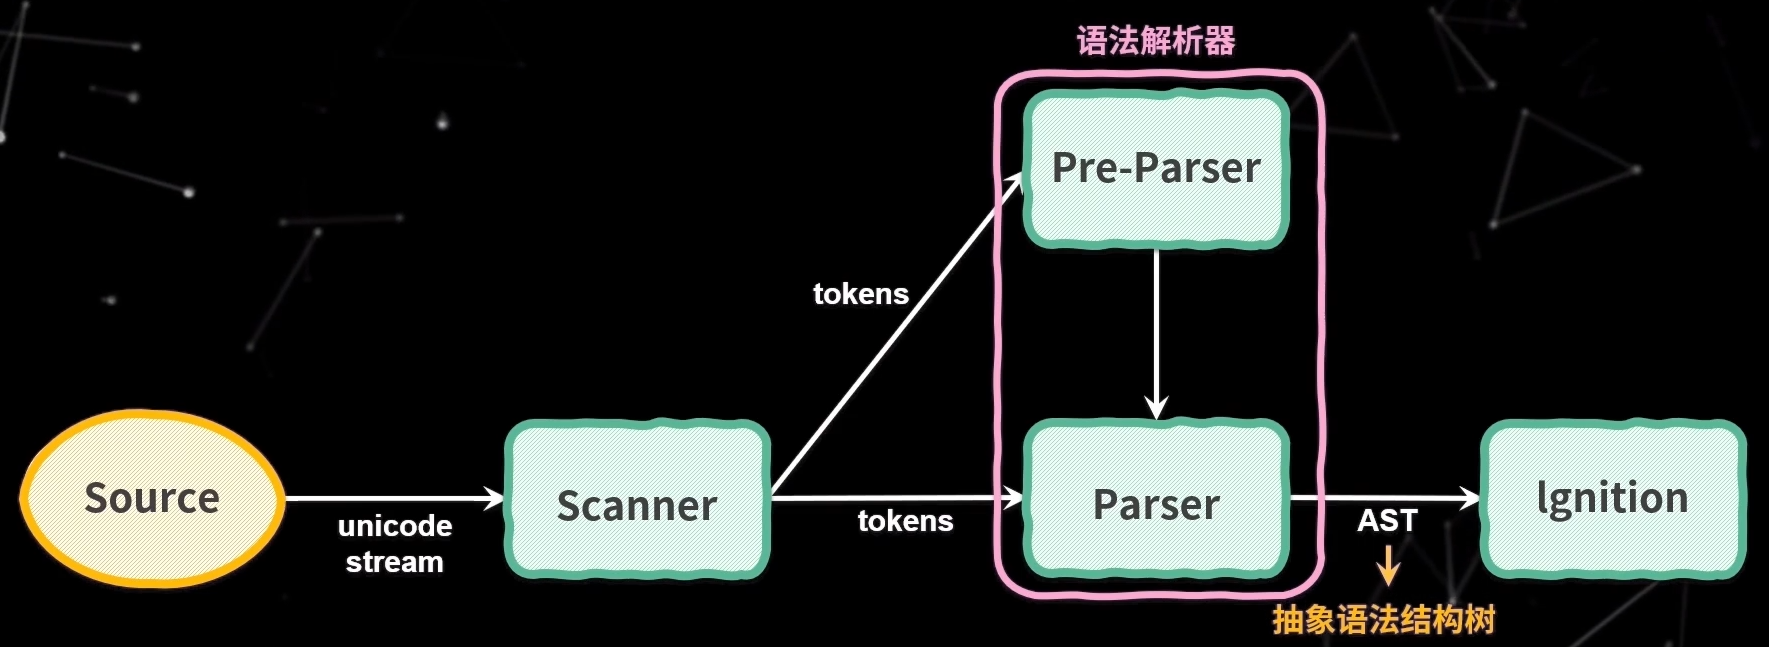 语法解析器
Pre-Parser
tokens
Source
unicode
stream
Scanner
tokens
Parser
AST
lgnition
抽象语法结构树